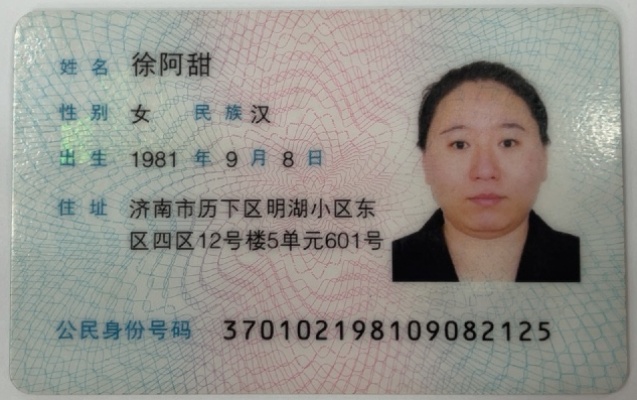 姓名 徐阿甜
性别 女 民族 汉
出生 1981 年 9 月 8 日
住址 济南市历下区明湖小区东
区四区12号楼5单元601号
公民身份号码 370102198109082125